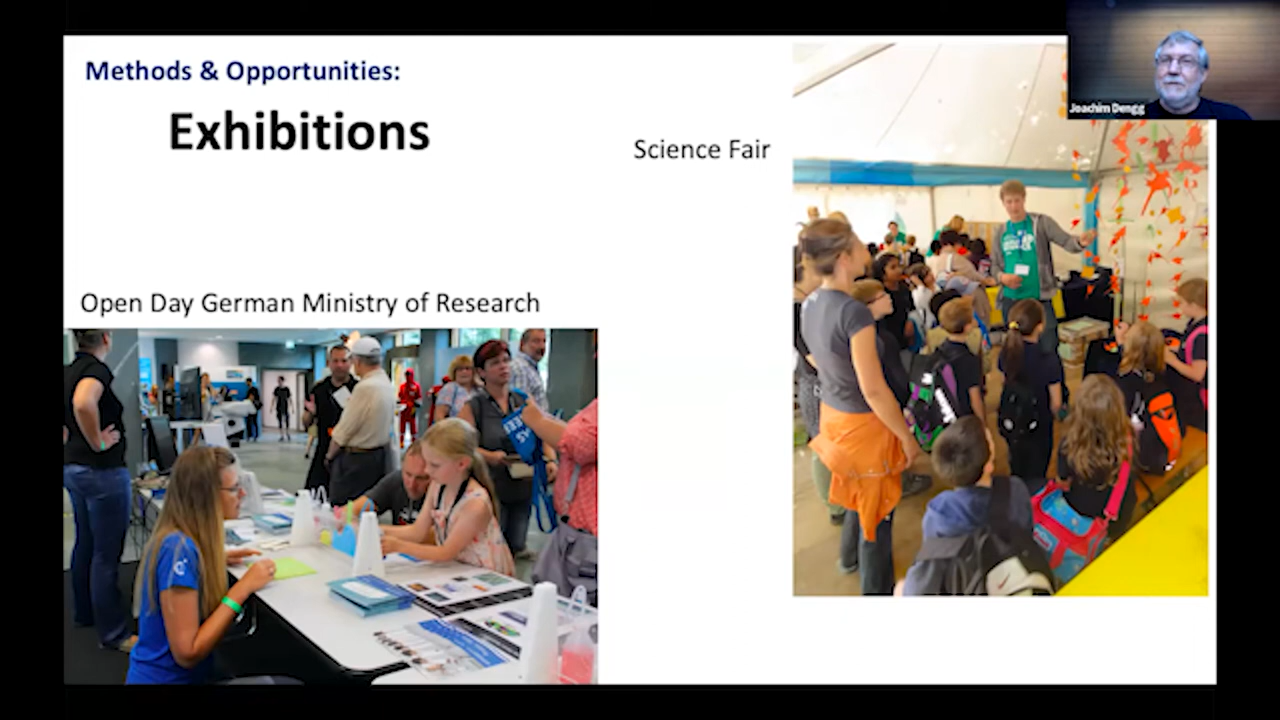 Methods & Opportunities:
Exhibitions
Science Fair
Open Day German Ministry of Research
Joachim Dengg